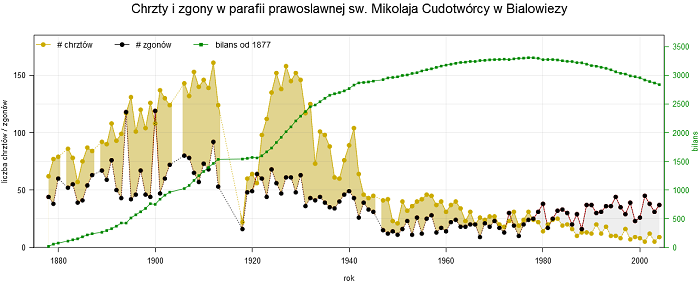 Chrzty i zgony w parafii prawoslawnej sw. Mikolaja Cudotwórcy w Bialowiezy
# chrztów
# zgonów
bilans od 1877
liczba chrztów / zgonów
0
50
100
150
0
500
1000
1500
2000
2500
3000
3500
bilans
1880
1900
1920
1940
1960
1980
2000
rok